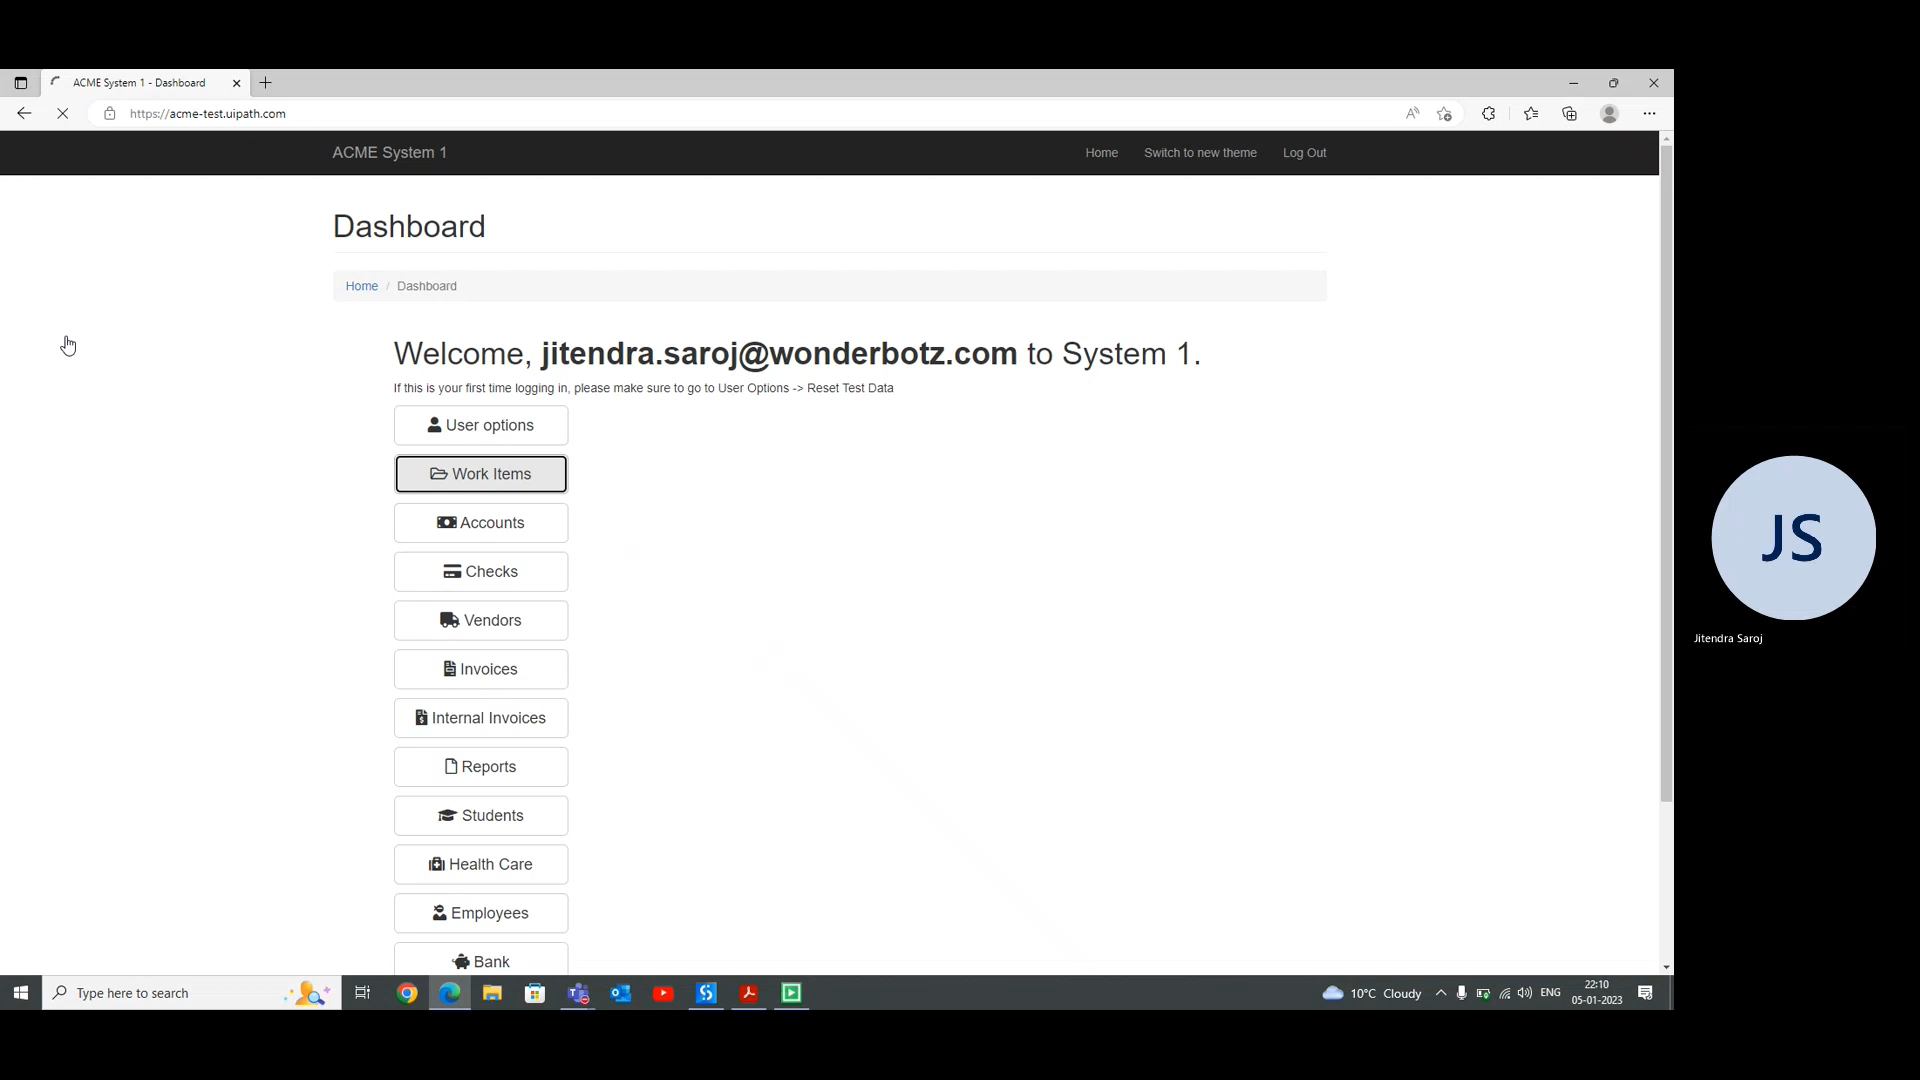 ACME System 1 - Dashboard
https://acme-test.uipath.com
ACME System 1
Home
Switch to new theme
Log Out
Dashboard
Home / Dashboard
Welcome, jitendra.saroj@wonderbotz.com to System 1.
If this is your first time logging in, please make sure to go to User Options -> Reset Test Data
User options
Work Items
Accounts
Checks
Vendors
Invoices
Internal Invoices
Reports
Students
Health Care
Employees
Bank
JS
Jitendra Saroj
Type here to search
10°C Cloudy
ENG
22:10
05-01-2023